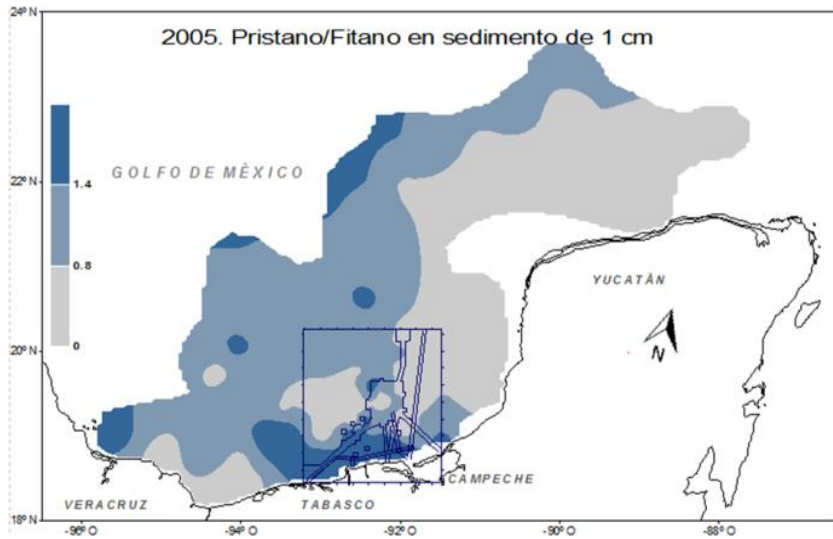 2005. Pristano/Fitano en sedimento de 1 cm
24º N
GOLFO DE MÈXICO
1.4
22º N
0.8
YUCATÀN
N
0
20º N
CAMPECHE
VERACRUZ
TABASCO
18º N
-96º O
-94º O
-92º O
-90º O
-88º O